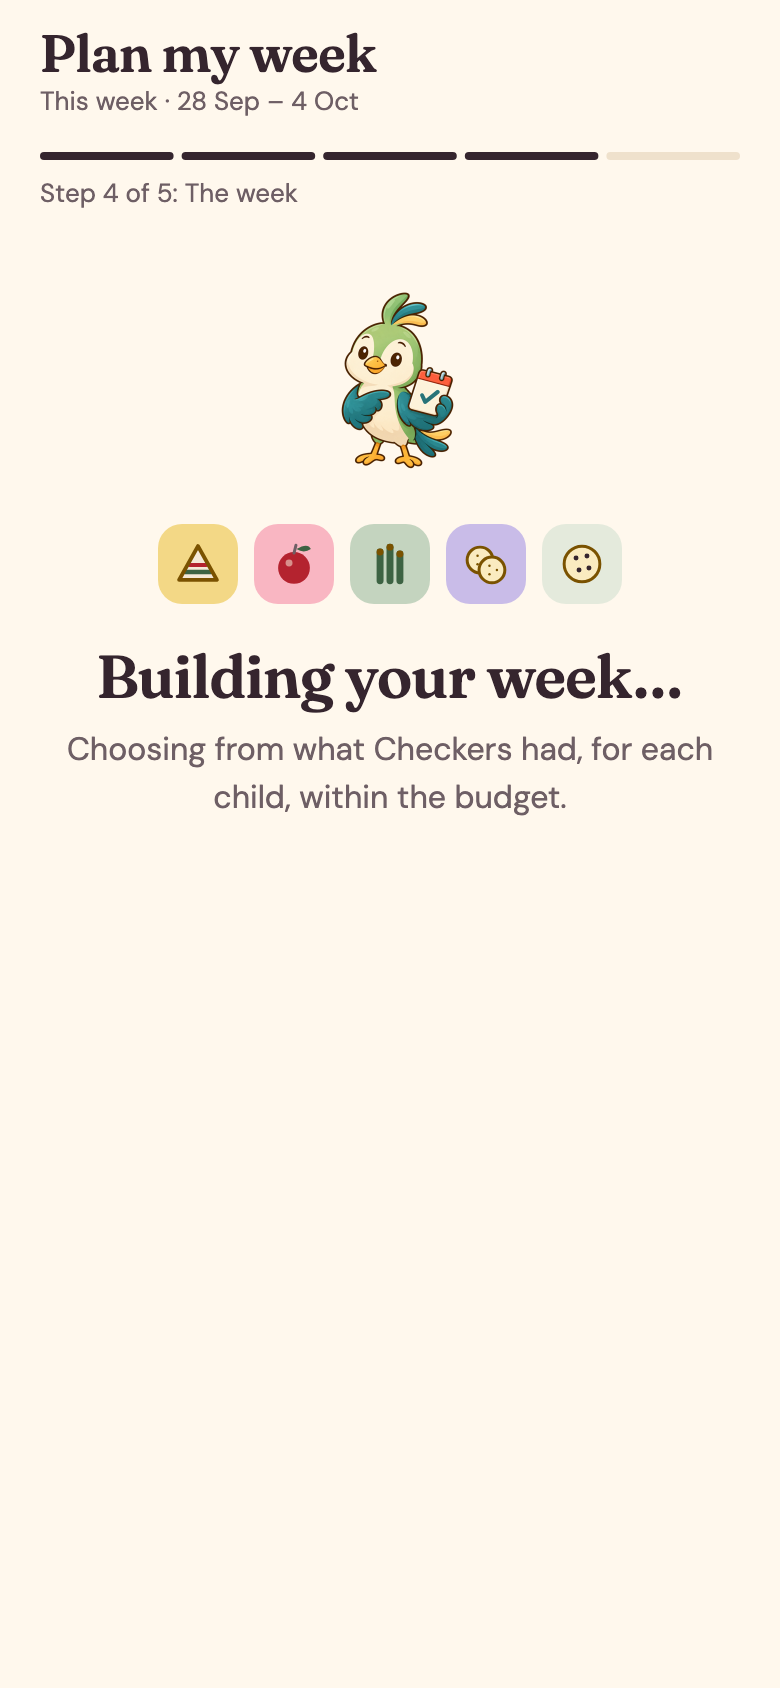 Plan my week
This week · 28 Sep – 4 Oct
Step 4 of 5: The week
Building your week...
Choosing from what Checkers had, for each
child, within the budget.